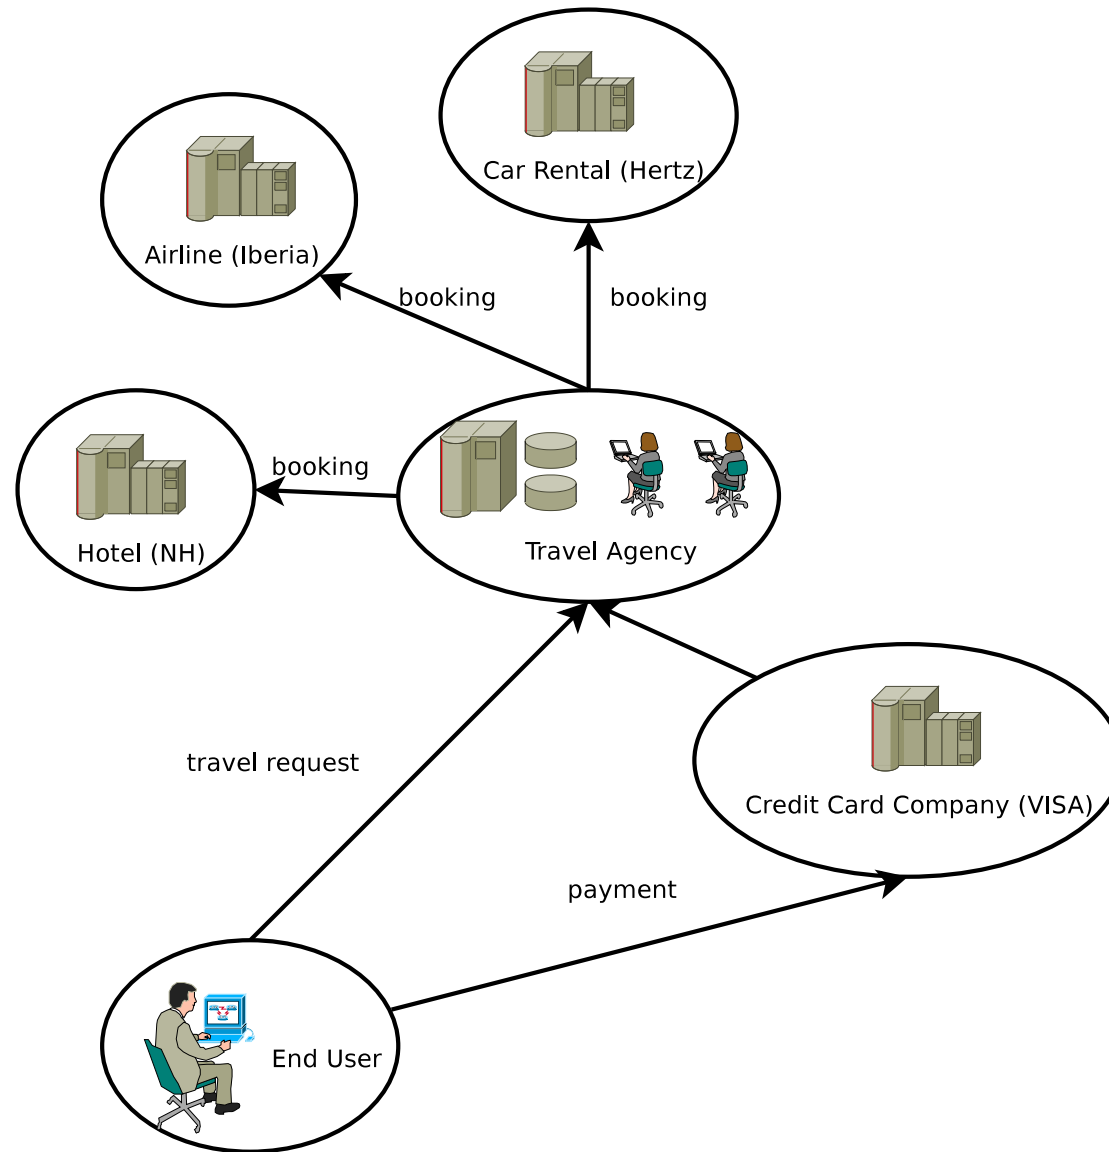 Car Rental (Hertz)
Airline (Iberia)
booking
booking
booking
Hotel (NH)
Travel Agency
travel request
Credit Card Company (VISA)
payment
End User